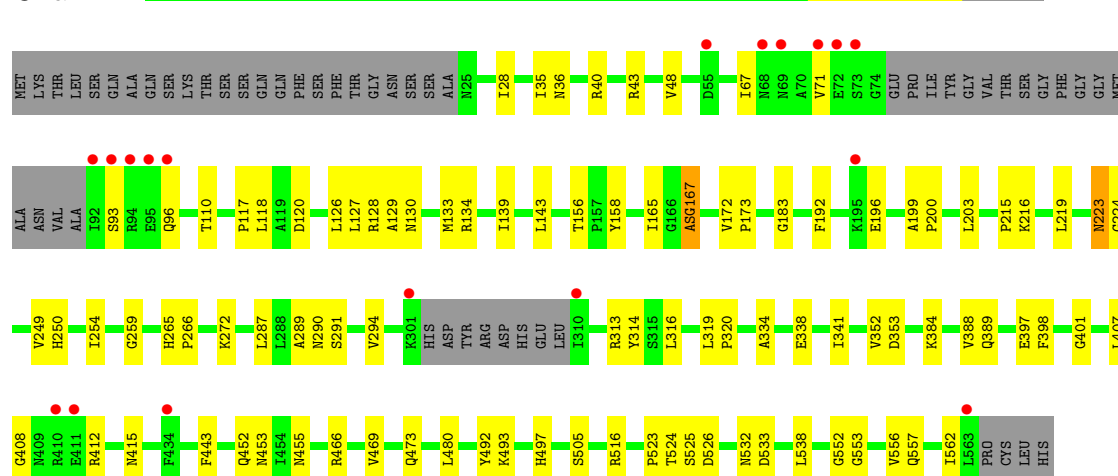 MET LYS THR LEU SER GLN ALA GLN SER LYS THR SER SER GLN GLN PHE SER PHE THR GLY ASN SER SER ALA N25 I28 I35 N36 R40 R43 V48 D55 I67 N68 N69 A70 V71 E72 S73 G74 GLU PRO ILE TYR GLY VAL THR SER GLY PHE GLY GLY MET
ALA ASN VAL ALA I92 S93 R94 E95 Q96 T110 P117 L118 A119 D120 L126 L127 R128 A129 N130 M133 R134 I139 L143 T156 P157 Y158 I165 G166 ASG167 V172 P173 G183 F192 K195 E196 A199 P200 L203 P215 K216 L219 N223 G224
V249 H250 I254 G259 H265 P266 K272 L287 L288 A289 N290 S291 V294 K301 HIS ASP TYR ARG ASP HIS GLU LEU I310 R313 Y314 S315 L316 L319 P320 A334 E338 I341 V352 D353 K384 V388 Q389 E397 F398 G401 L407
G408 N409 R410 E411 R412 N415 F434 F443 Q452 N453 I454 N455 R466 V469 Q473 L480 Y492 K493 H497 S505 R516 P523 T524 S525 D526 N532 D533 L538 G552 G553 V556 Q557 I562 L563 PRO CYS LEU HIS